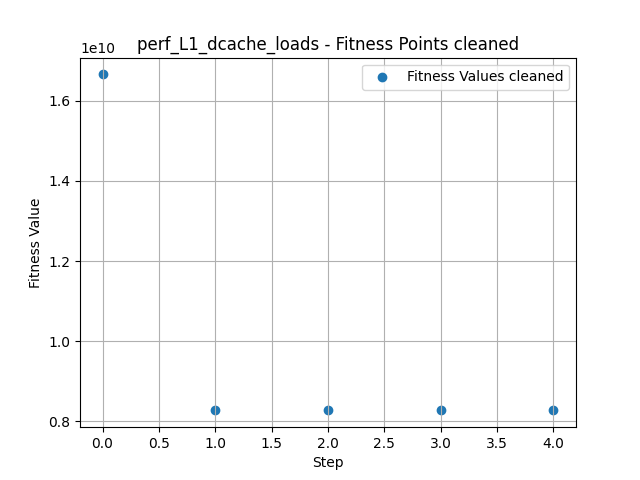 perf_L1_dcache_loads - Fitness Points cleaned
1e10
Fitness Values cleaned
1.6
1.4
1.2
1.0
0.8
Fitness Value
0.0 0.5 1.0 1.5 2.0 2.5 3.0 3.5 4.0
Step